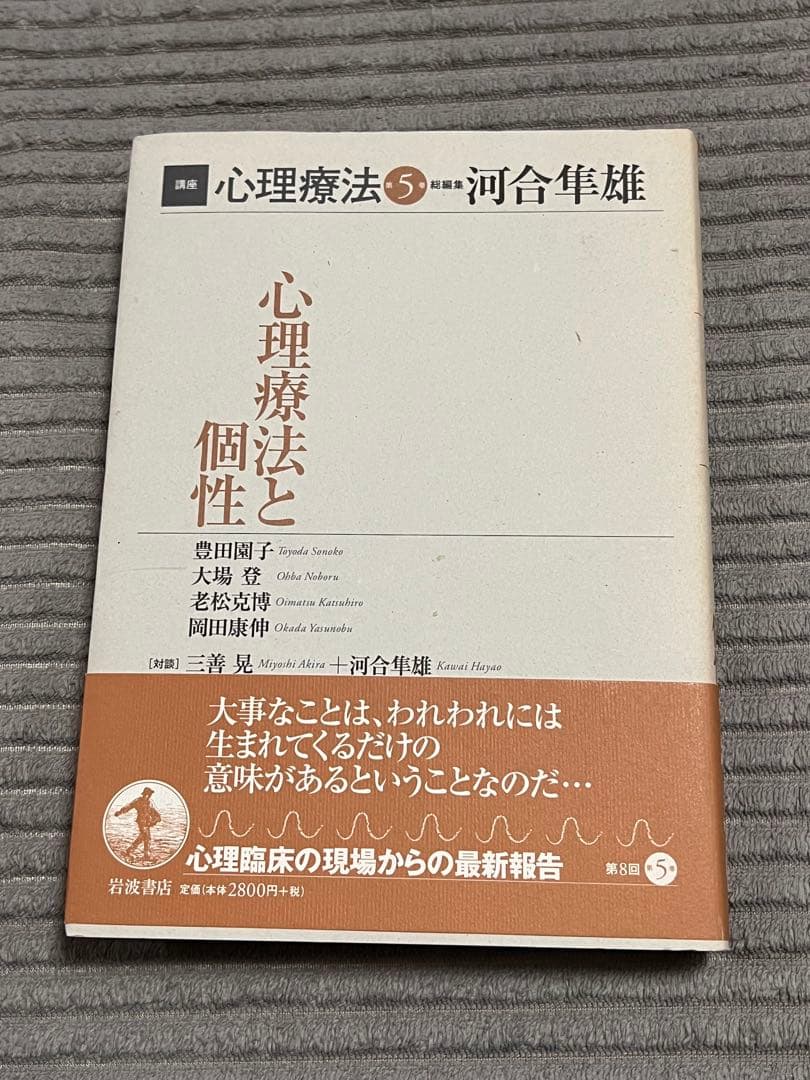 講座 心理療法 第5巻 総編集 河合隼雄
心理療法と
個性
豊田園子 Toyoda Sonoko
大場 登 Ohba Noboru
老松克博 Oimatsu Katsuhiro
岡田康伸 Okada Yasunobu
［対談］三善 晃 Miyoshi Akira ＋河合隼雄 Kawai Hayao
大事なことは、われわれには
生まれてくるだけの
意味があるということなのだ…
心理臨床の現場からの最新報告
第8回 第5巻
岩波書店 定価（本体2800円＋税）